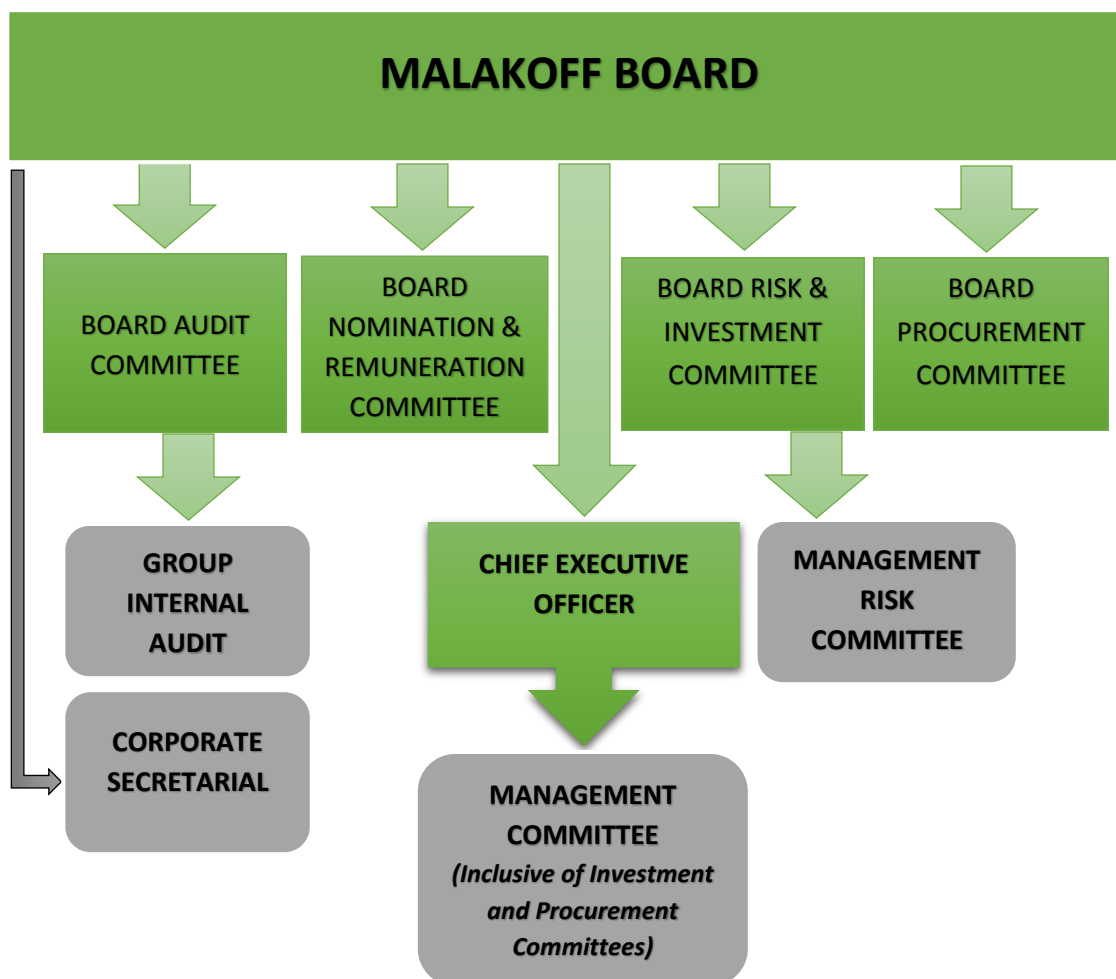 MALAKOFF BOARD
BOARD AUDIT
COMMITTEE
BOARD
NOMINATION &
REMUNERATION
COMMITTEE
BOARD RISK &
INVESTMENT
COMMITTEE
BOARD
PROCUREMENT
COMMITTEE
GROUP
INTERNAL
AUDIT
CHIEF EXECUTIVE
OFFICER
MANAGEMENT
RISK
COMMITTEE
CORPORATE
SECRETARIAL
MANAGEMENT
COMMITTEE
(Inclusive of Investment
and Procurement
Committees)